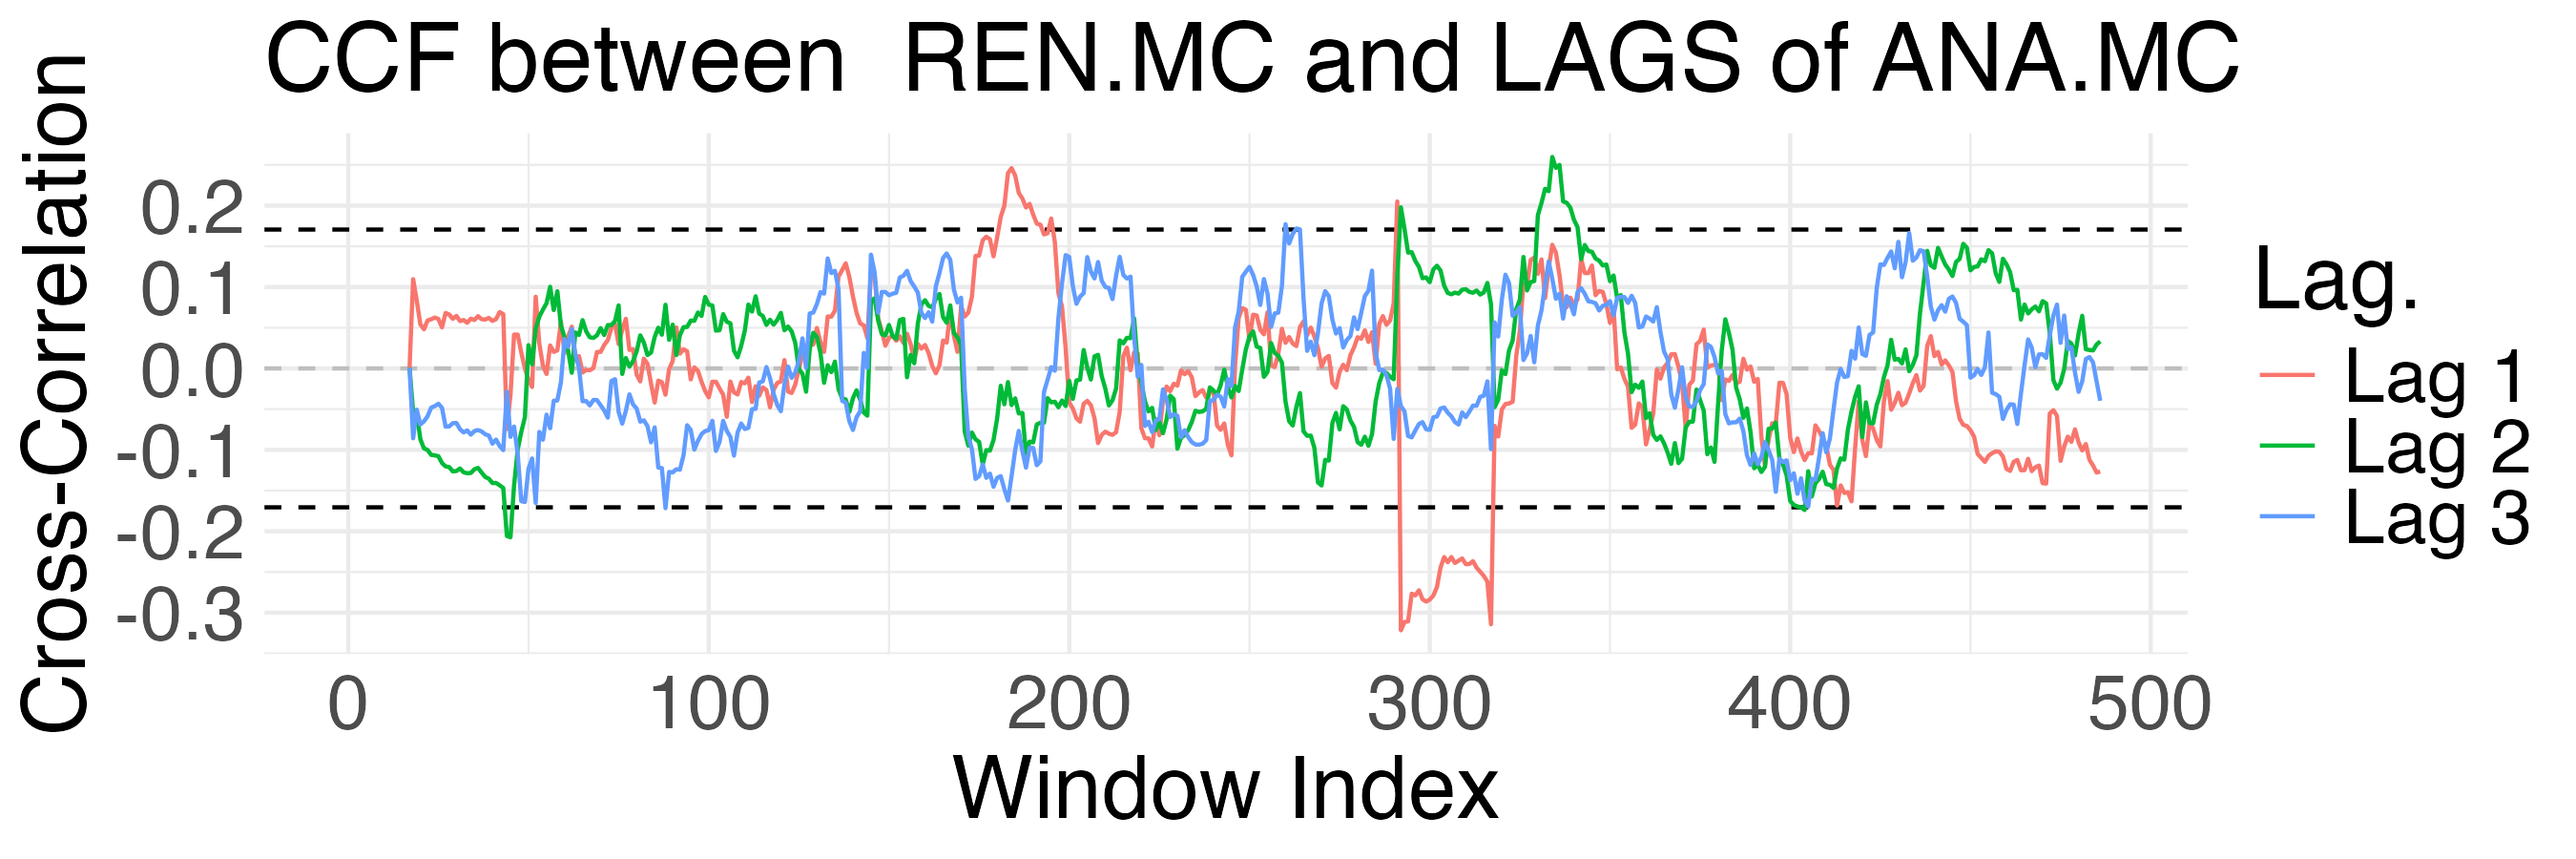 CCF between  REN.MC and LAGS of ANA.MC
Cross-Correlation
0.2
0.1
0.0
-0.1
-0.2
-0.3
0 100 200 300 400 500
Window Index
Lag.
Lag 1
Lag 2
Lag 3